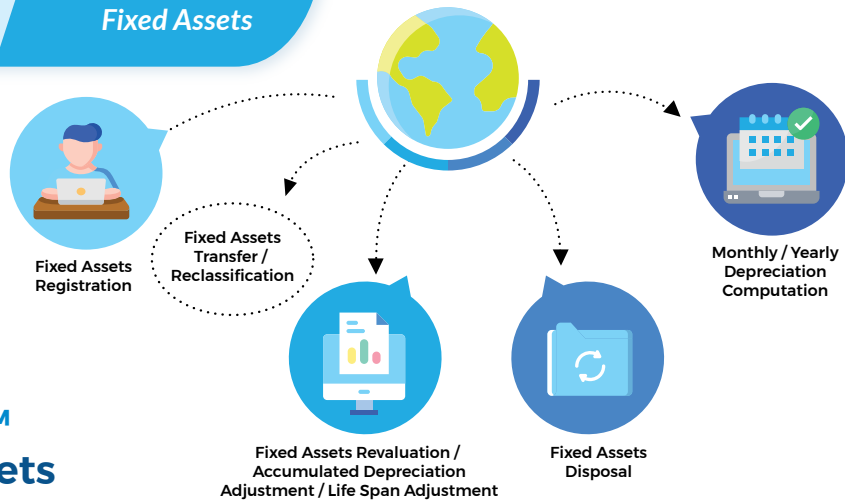 Fixed Assets
Fixed Assets
Registration
Fixed Assets
Transfer /
Reclassification
Monthly / Yearly
Depreciation
Computation
Fixed Assets Revaluation /
Accumulated Depreciation
Adjustment / Life Span Adjustment
Fixed Assets
Disposal
M
ets